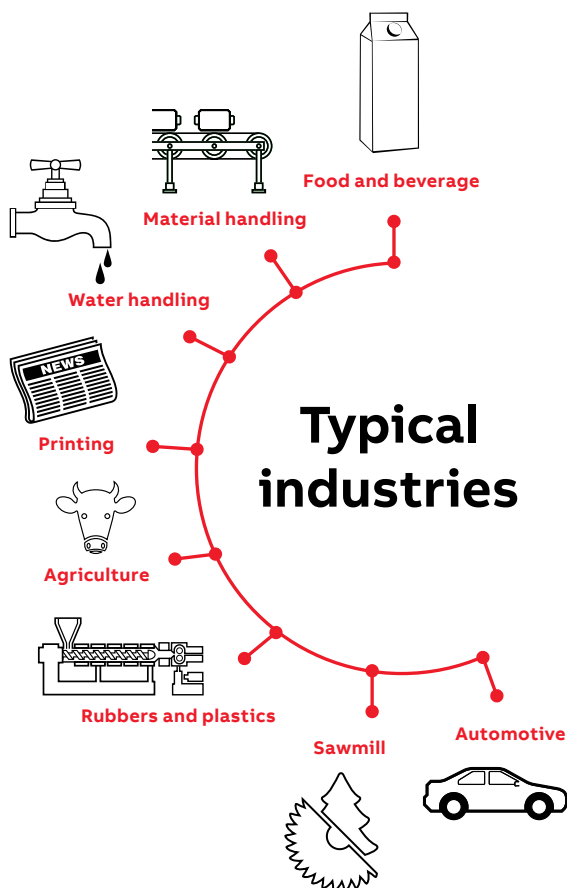 Food and beverage
Material handling
Water handling
NEWS
Printing
Typical
industries
Agriculture
Rubbers and plastics
Sawmill
Automotive